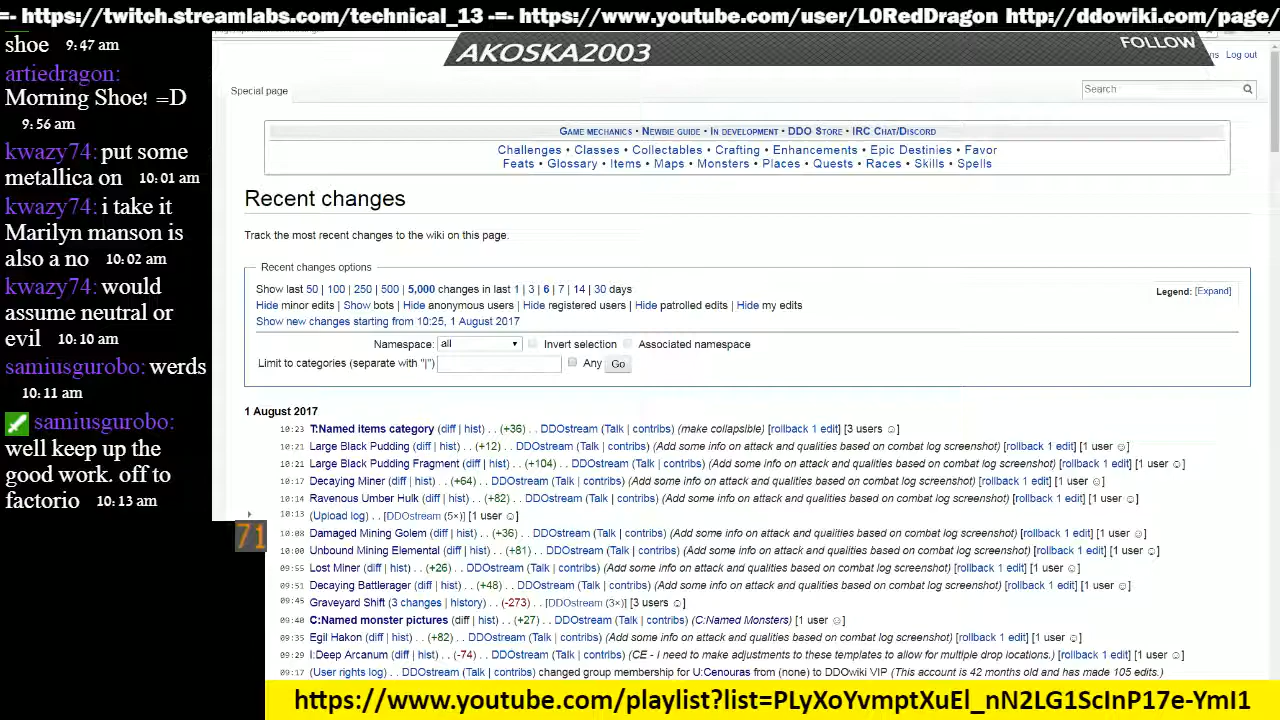 =- https://twitch.streamlabs.com/technical_13 -=- https://www.youtube.com/user/L0RedDragon http://ddowiki.com/page/
shoe 9:47 am
artiedragon:
Morning Shoe! =D
9:56 am
kwazy74: put some
metallica on 10:01 am
kwazy74: i take it
Marilyn manson is
also a no 10:02 am
kwazy74: would
assume neutral or
evil 10:10 am
samiusgurobo: werds
10:11 am
samiusgurobo:
well keep up the
good work. off to
factorio 10:13 am
71
AKOSKA2003
FOLLOW
Log out
Special page
Search
Game mechanics • Newbie guide • In development • DDO Store • IRC Chat/Discord
Challenges • Classes • Collectables • Crafting • Enhancements • Epic Destinies • Favor
Feats • Glossary • Items • Maps • Monsters • Places • Quests • Races • Skills • Spells
Recent changes
Track the most recent changes to the wiki on this page.
Recent changes options
Show last 50 | 100 | 250 | 500 | 5,000 changes in last 1 | 3 | 6 | 7 | 14 | 30 days
Legend: [Expand]
Hide minor edits | Show bots | Hide anonymous users | Hide registered users | Hide patrolled edits | Hide my edits
Show new changes starting from 10:25, 1 August 2017
Namespace: all Invert selection Associated namespace
Limit to categories (separate with "|") Any Go
1 August 2017
10:23 T:Named items category (diff | hist) . . (+36) . . DDOstream (Talk | contribs) (make collapsible) [rollback 1 edit] [3 users ☺]
10:21 Large Black Pudding (diff | hist) . . (+12) . . DDOstream (Talk | contribs) (Add some info on attack and qualities based on combat log screenshot) [rollback 1 edit] [1 user ☺]
10:21 Large Black Pudding Fragment (diff | hist) . . (+104) . . DDOstream (Talk | contribs) (Add some info on attack and qualities based on combat log screenshot) [rollback 1 edit] [1 user ☺]
10:17 Decaying Miner (diff | hist) . . (+64) . . DDOstream (Talk | contribs) (Add some info on attack and qualities based on combat log screenshot) [rollback 1 edit] [1 user ☺]
10:14 Ravenous Umber Hulk (diff | hist) . . (+82) . . DDOstream (Talk | contribs) (Add some info on attack and qualities based on combat log screenshot) [rollback 1 edit] [1 user ☺]
10:13 (Upload log) . . [DDOstream (5×)] [1 user ☺]
10:08 Damaged Mining Golem (diff | hist) . . (+36) . . DDOstream (Talk | contribs) (Add some info on attack and qualities based on combat log screenshot) [rollback 1 edit] [1 user ☺]
10:00 Unbound Mining Elemental (diff | hist) . . (+81) . . DDOstream (Talk | contribs) (Add some info on attack and qualities based on combat log screenshot) [rollback 1 edit] [1 user ☺]
09:55 Lost Miner (diff | hist) . . (+26) . . DDOstream (Talk | contribs) (Add some info on attack and qualities based on combat log screenshot) [rollback 1 edit] [1 user ☺]
09:51 Decaying Battlerager (diff | hist) . . (+48) . . DDOstream (Talk | contribs) (Add some info on attack and qualities based on combat log screenshot) [rollback 1 edit] [1 user ☺]
09:45 Graveyard Shift (3 changes | history) . . (-273) . . [DDOstream (3×)] [3 users ☺]
09:40 C:Named monster pictures (diff | hist) . . (+27) . . DDOstream (Talk | contribs) (C:Named Monsters) [1 user ☺]
09:35 Egil Hakon (diff | hist) . . (+82) . . DDOstream (Talk | contribs) (Add some info on attack and qualities based on combat log screenshot) [rollback 1 edit] [1 user ☺]
09:29 I:Deep Arcanum (diff | hist) . . (-74) . . DDOstream (Talk | contribs) (CE - I need to make adjustments to these templates to allow for multiple drop locations.) [rollback 1 edit] [1 user ☺]
09:17 (User rights log) . . DDOstream (Talk | contribs) changed group membership for U:Cenouras from (none) to DDOwiki VIP (This account is 42 months old and has made 105 edits.)
https://www.youtube.com/playlist?list=PLyXoYvmptXuEl_nN2LG1ScInP17e-YmI1